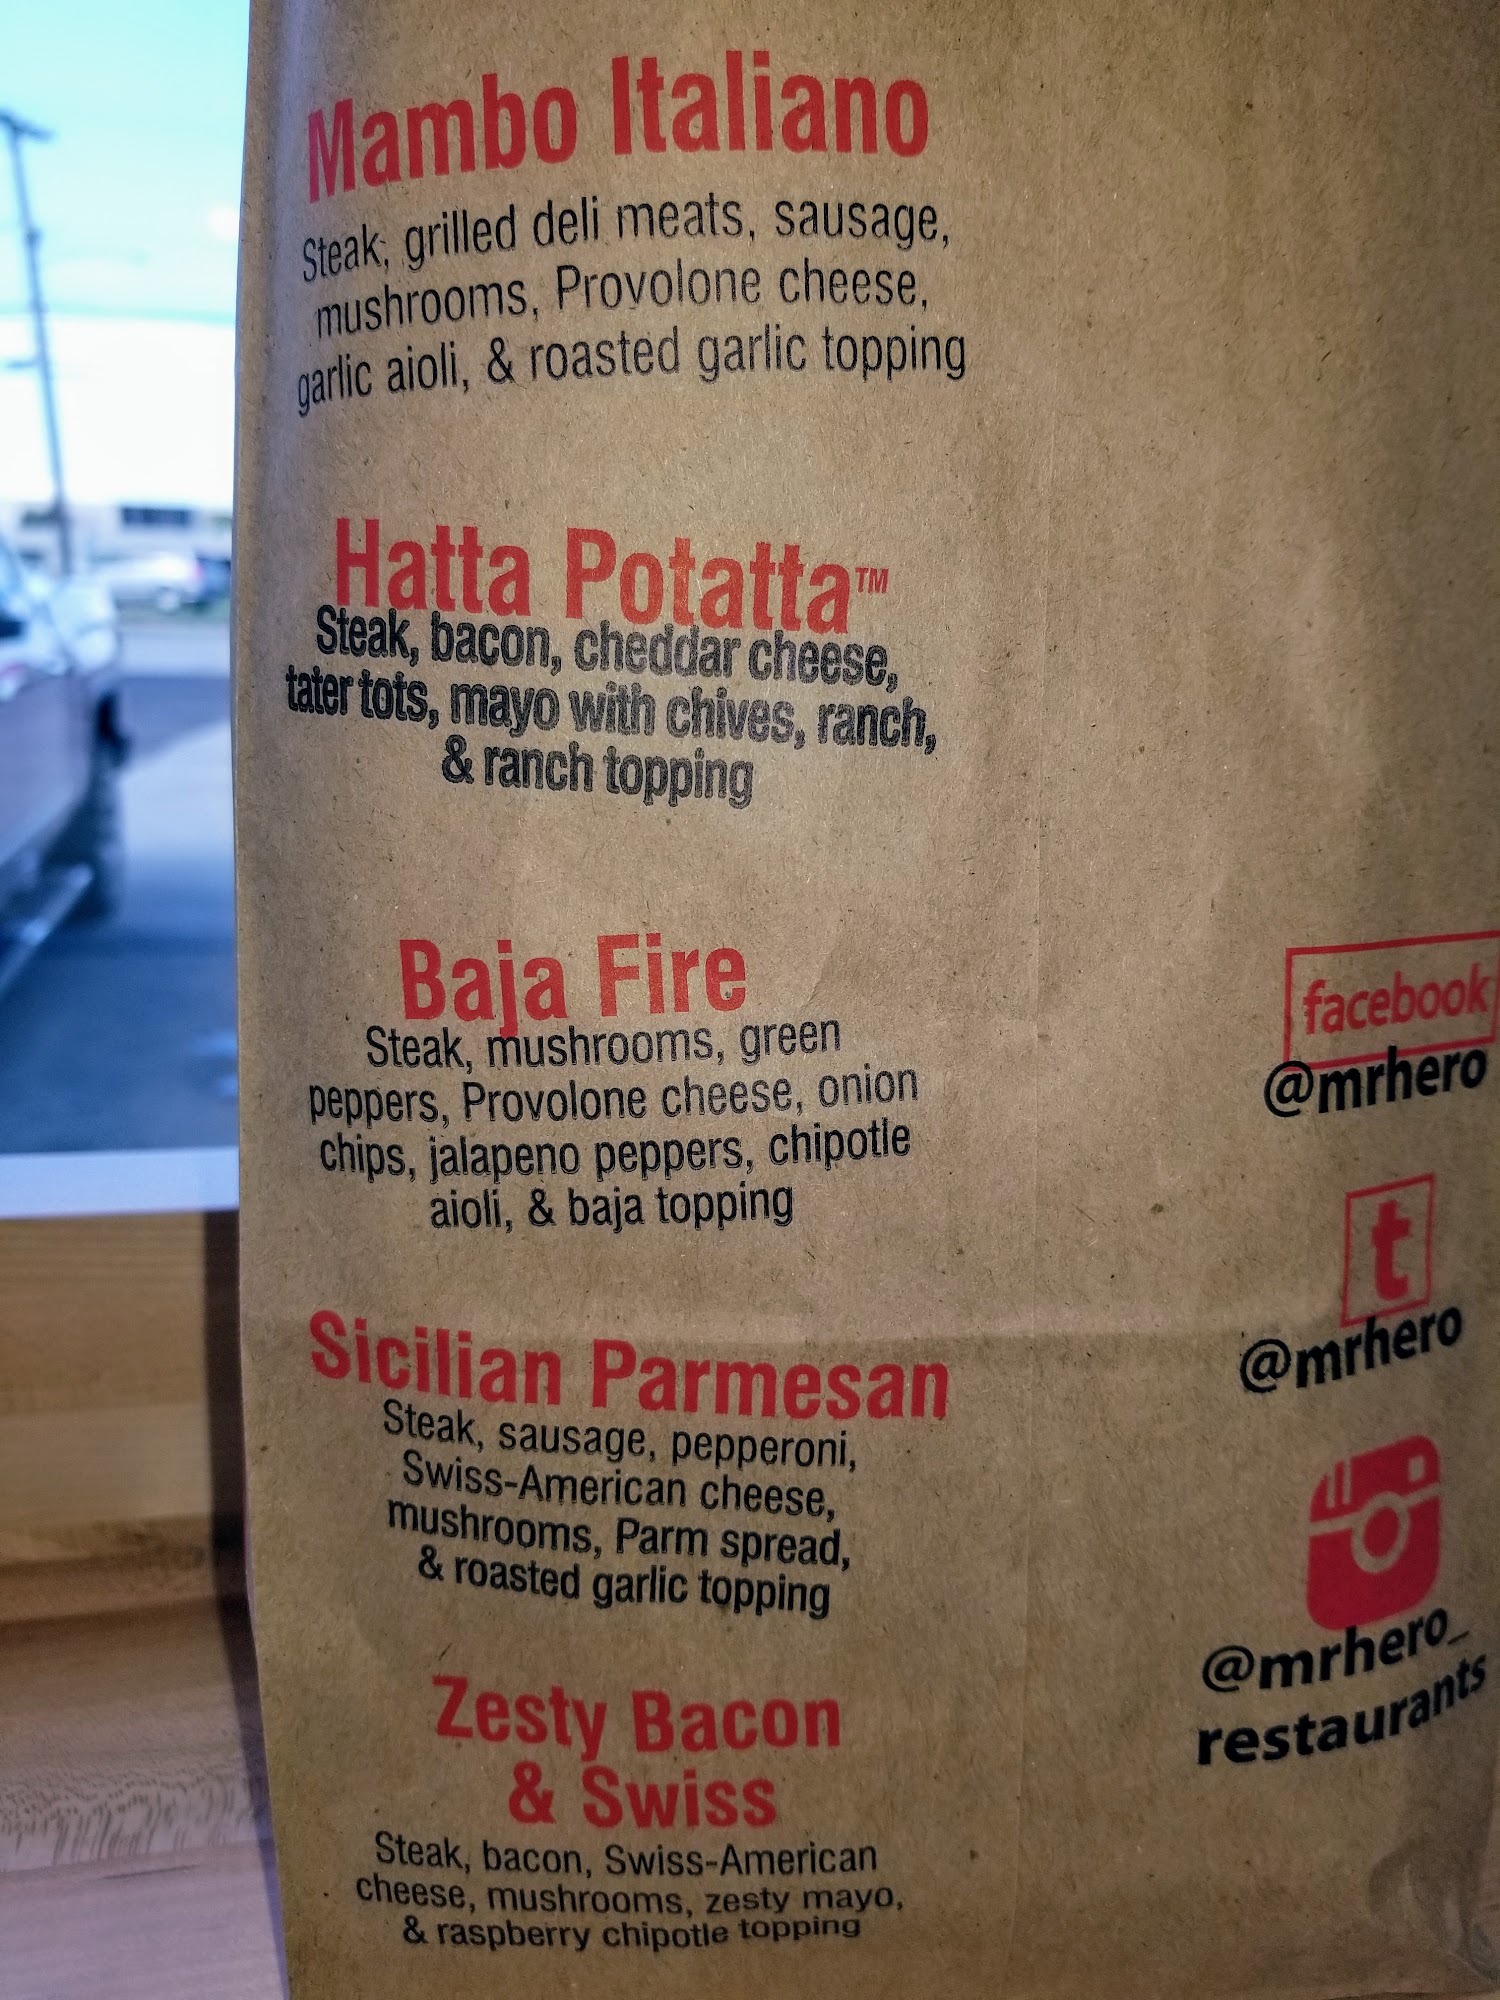 Mambo Italiano
Steak, grilled deli meats, sausage,
mushrooms, Provolone cheese,
garlic aioli, & roasted garlic topping
Hatta Potatta™
Steak, bacon, cheddar cheese,
tater tots, mayo with chives, ranch,
& ranch topping
Baja Fire
Steak, mushrooms, green
peppers, Provolone cheese, onion
chips, jalapeno peppers, chipotle
aioli, & baja topping
Sicilian Parmesan
Steak, sausage, pepperoni,
Swiss-American cheese,
mushrooms, Parm spread,
& roasted garlic topping
Zesty Bacon
& Swiss
Steak, bacon, Swiss-American
cheese, mushrooms, zesty mayo,
& raspberry chipotle topping
facebook
@mrhero
t
@mrhero
@mrhero_
restaurants